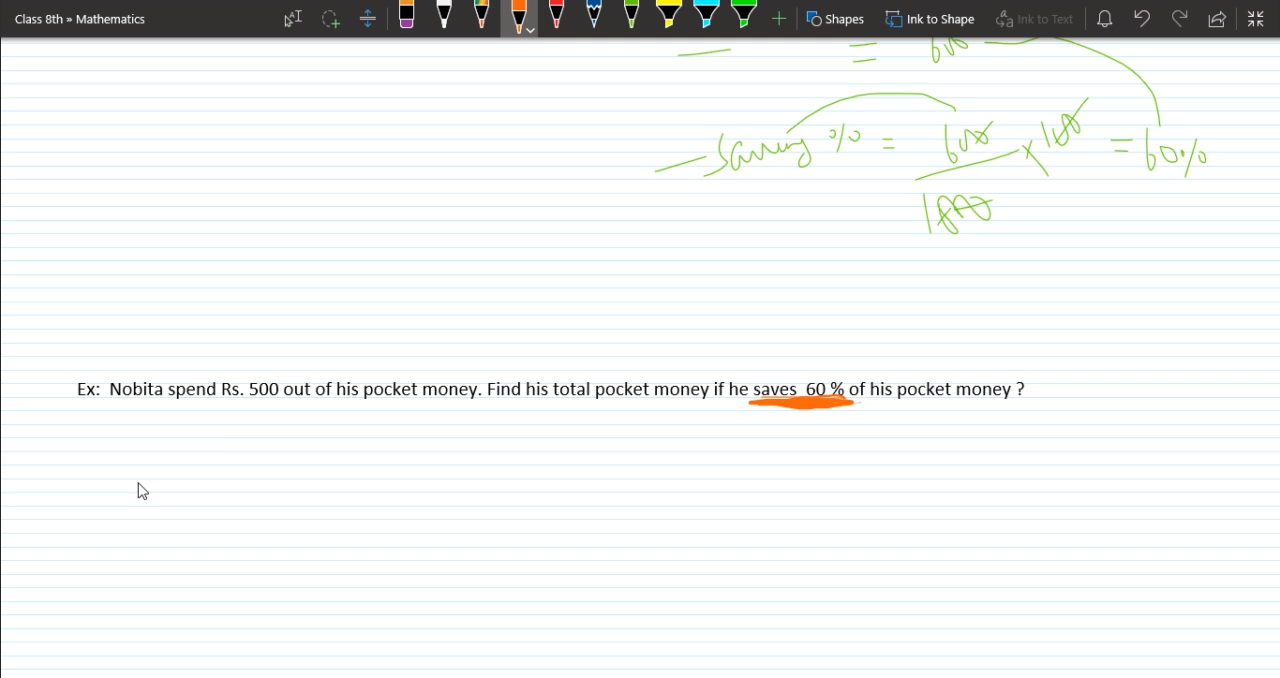 Class 8th » Mathematics
Shapes
Ink to Shape
Ink to Text
= 600
Saving % = 600/1000 × 100 = 60%
Ex: Nobita spend Rs. 500 out of his pocket money. Find his total pocket money if he saves 60 % of his pocket money ?